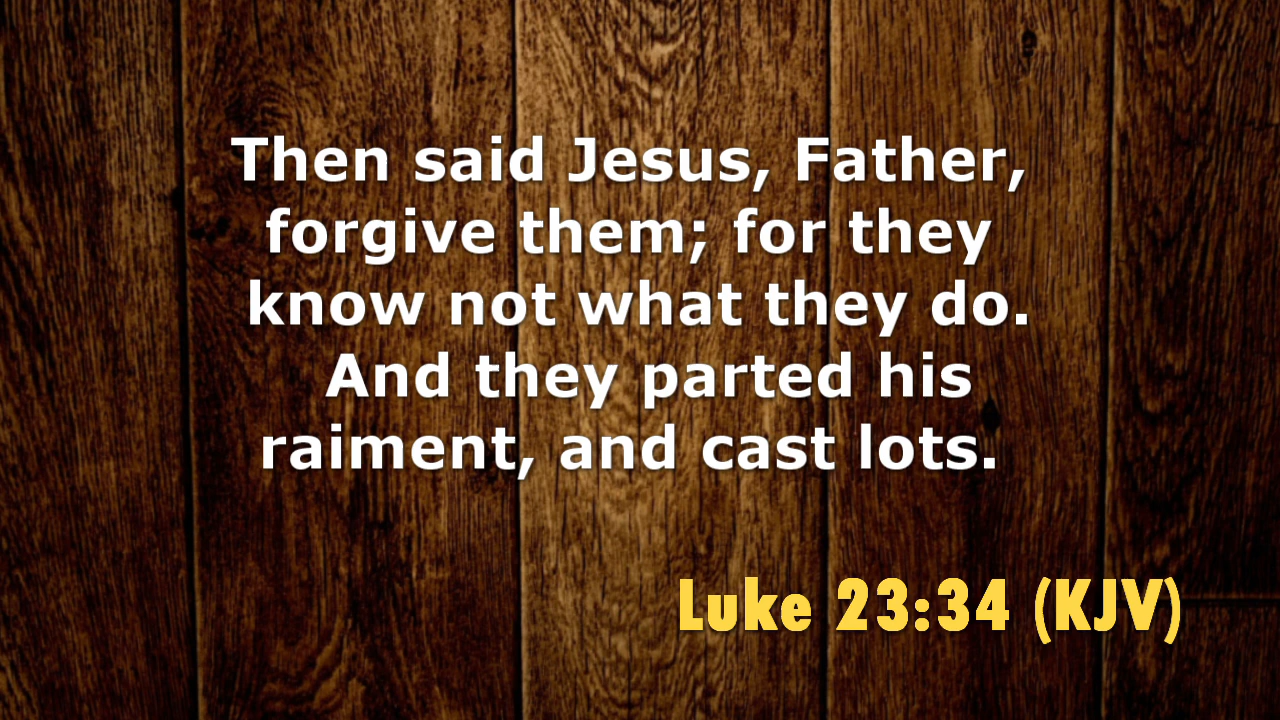 Then said Jesus, Father,
forgive them; for they
know not what they do.
And they parted his
raiment, and cast lots.
Luke 23:34 (KJV)